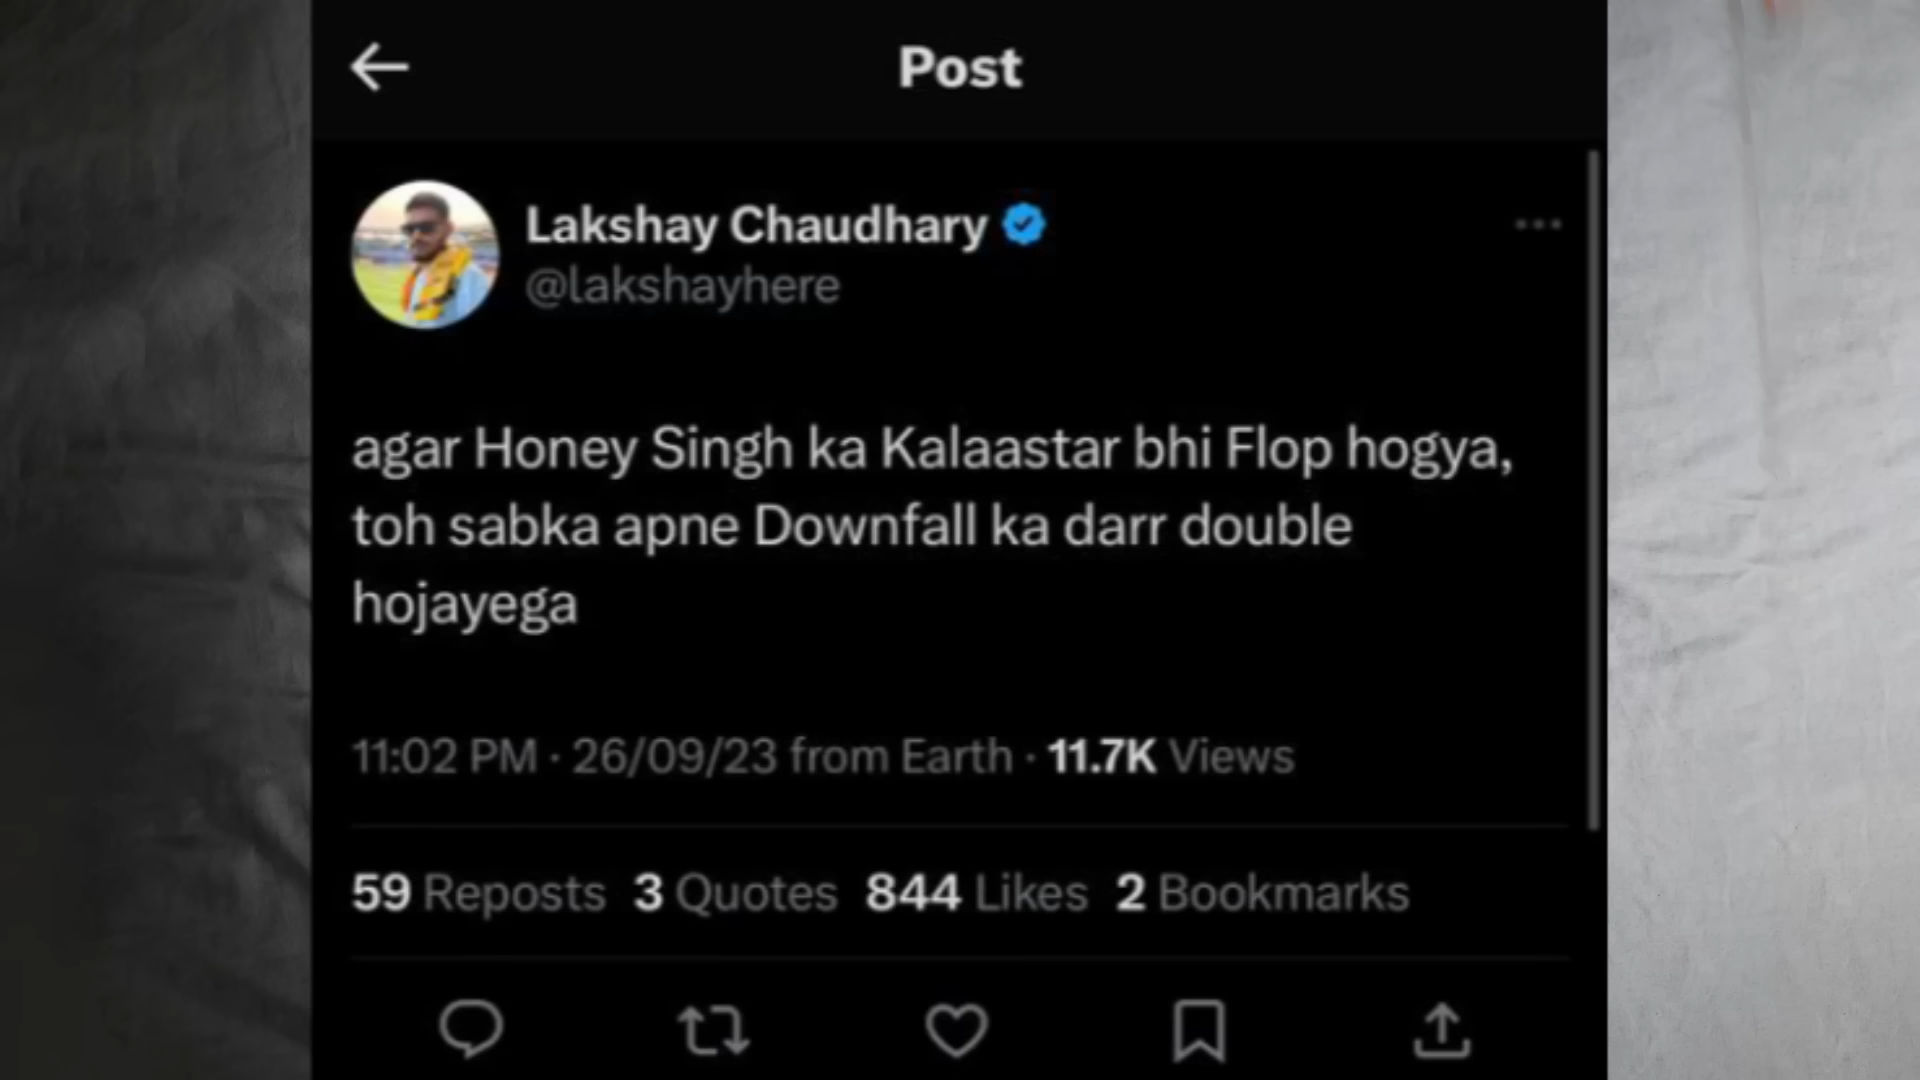 Post
Lakshay Chaudhary
@lakshayhere
agar Honey Singh ka Kalaastar bhi Flop hogya,
toh sabka apne Downfall ka darr double
hojayega
11:02 PM · 26/09/23 from Earth · 11.7K Views
59 Reposts 3 Quotes 844 Likes 2 Bookmarks